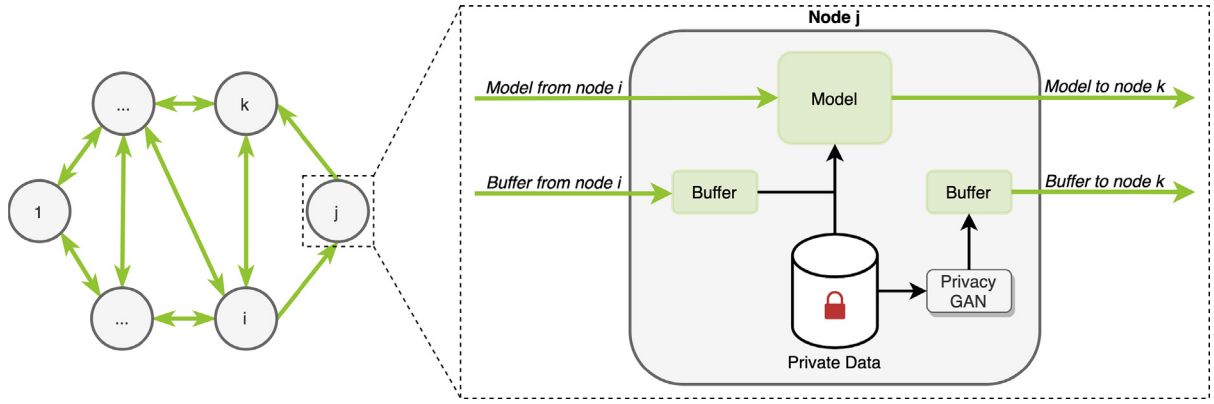 ...
k
1
j
...
i
Node j
Model from node i
Model
Model to node k
Buffer from node i
Buffer
Buffer
Buffer to node k
Privacy
GAN
Private Data